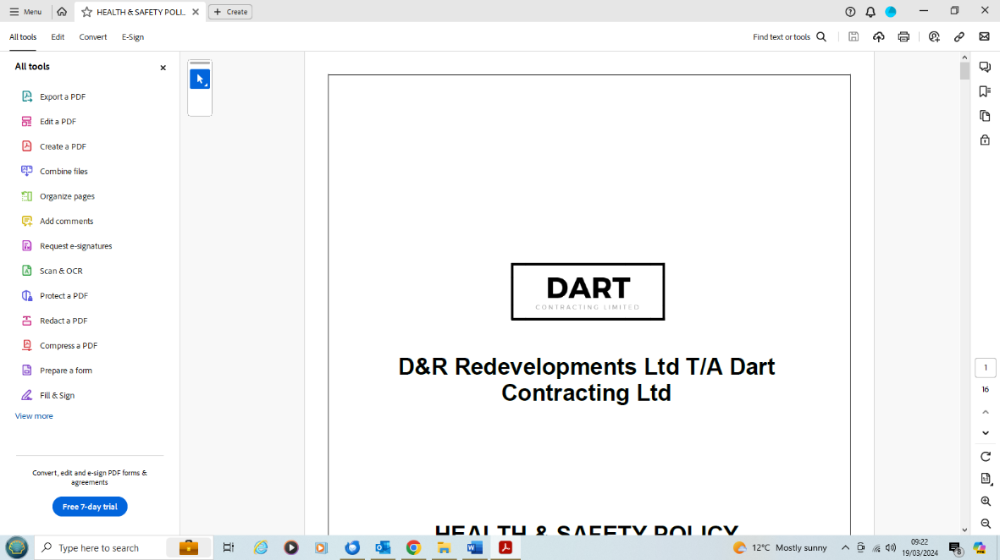 Menu
HEALTH & SAFETY POLI...
Create
All tools
Edit
Convert
E-Sign
Find text or tools
All tools
Export a PDF
Edit a PDF
Create a PDF
Combine files
Organize pages
Add comments
Request e-signatures
Scan & OCR
Protect a PDF
Redact a PDF
Compress a PDF
Prepare a form
Fill & Sign
View more
Convert, edit and e-sign PDF forms &
agreements
Free 7-day trial
DART
CONTRACTING LIMITED
D&R Redevelopments Ltd T/A Dart
Contracting Ltd
HEALTH & SAFETY POLICY
1
16
Type here to search
12°C Mostly sunny
09:22
19/03/2024
8